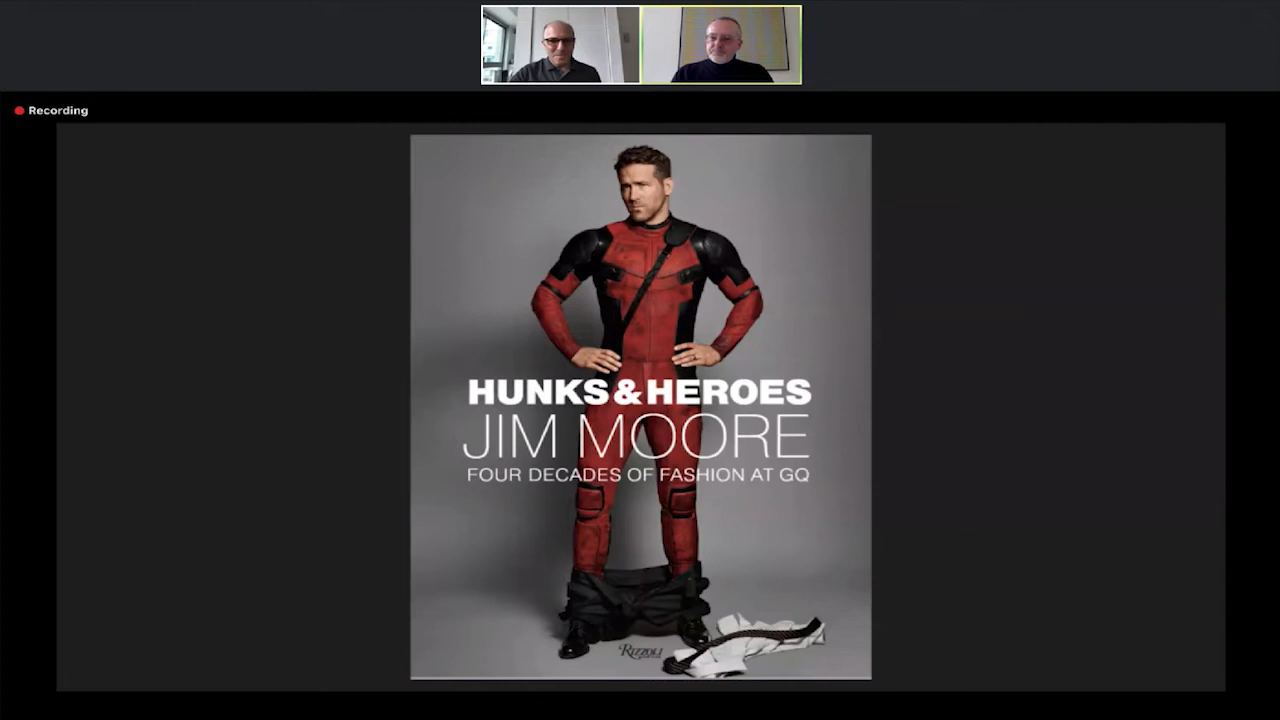 Recording
HUNKS & HEROES
JIM MOORE
FOUR DECADES OF FASHION AT GQ
RIZZOLI